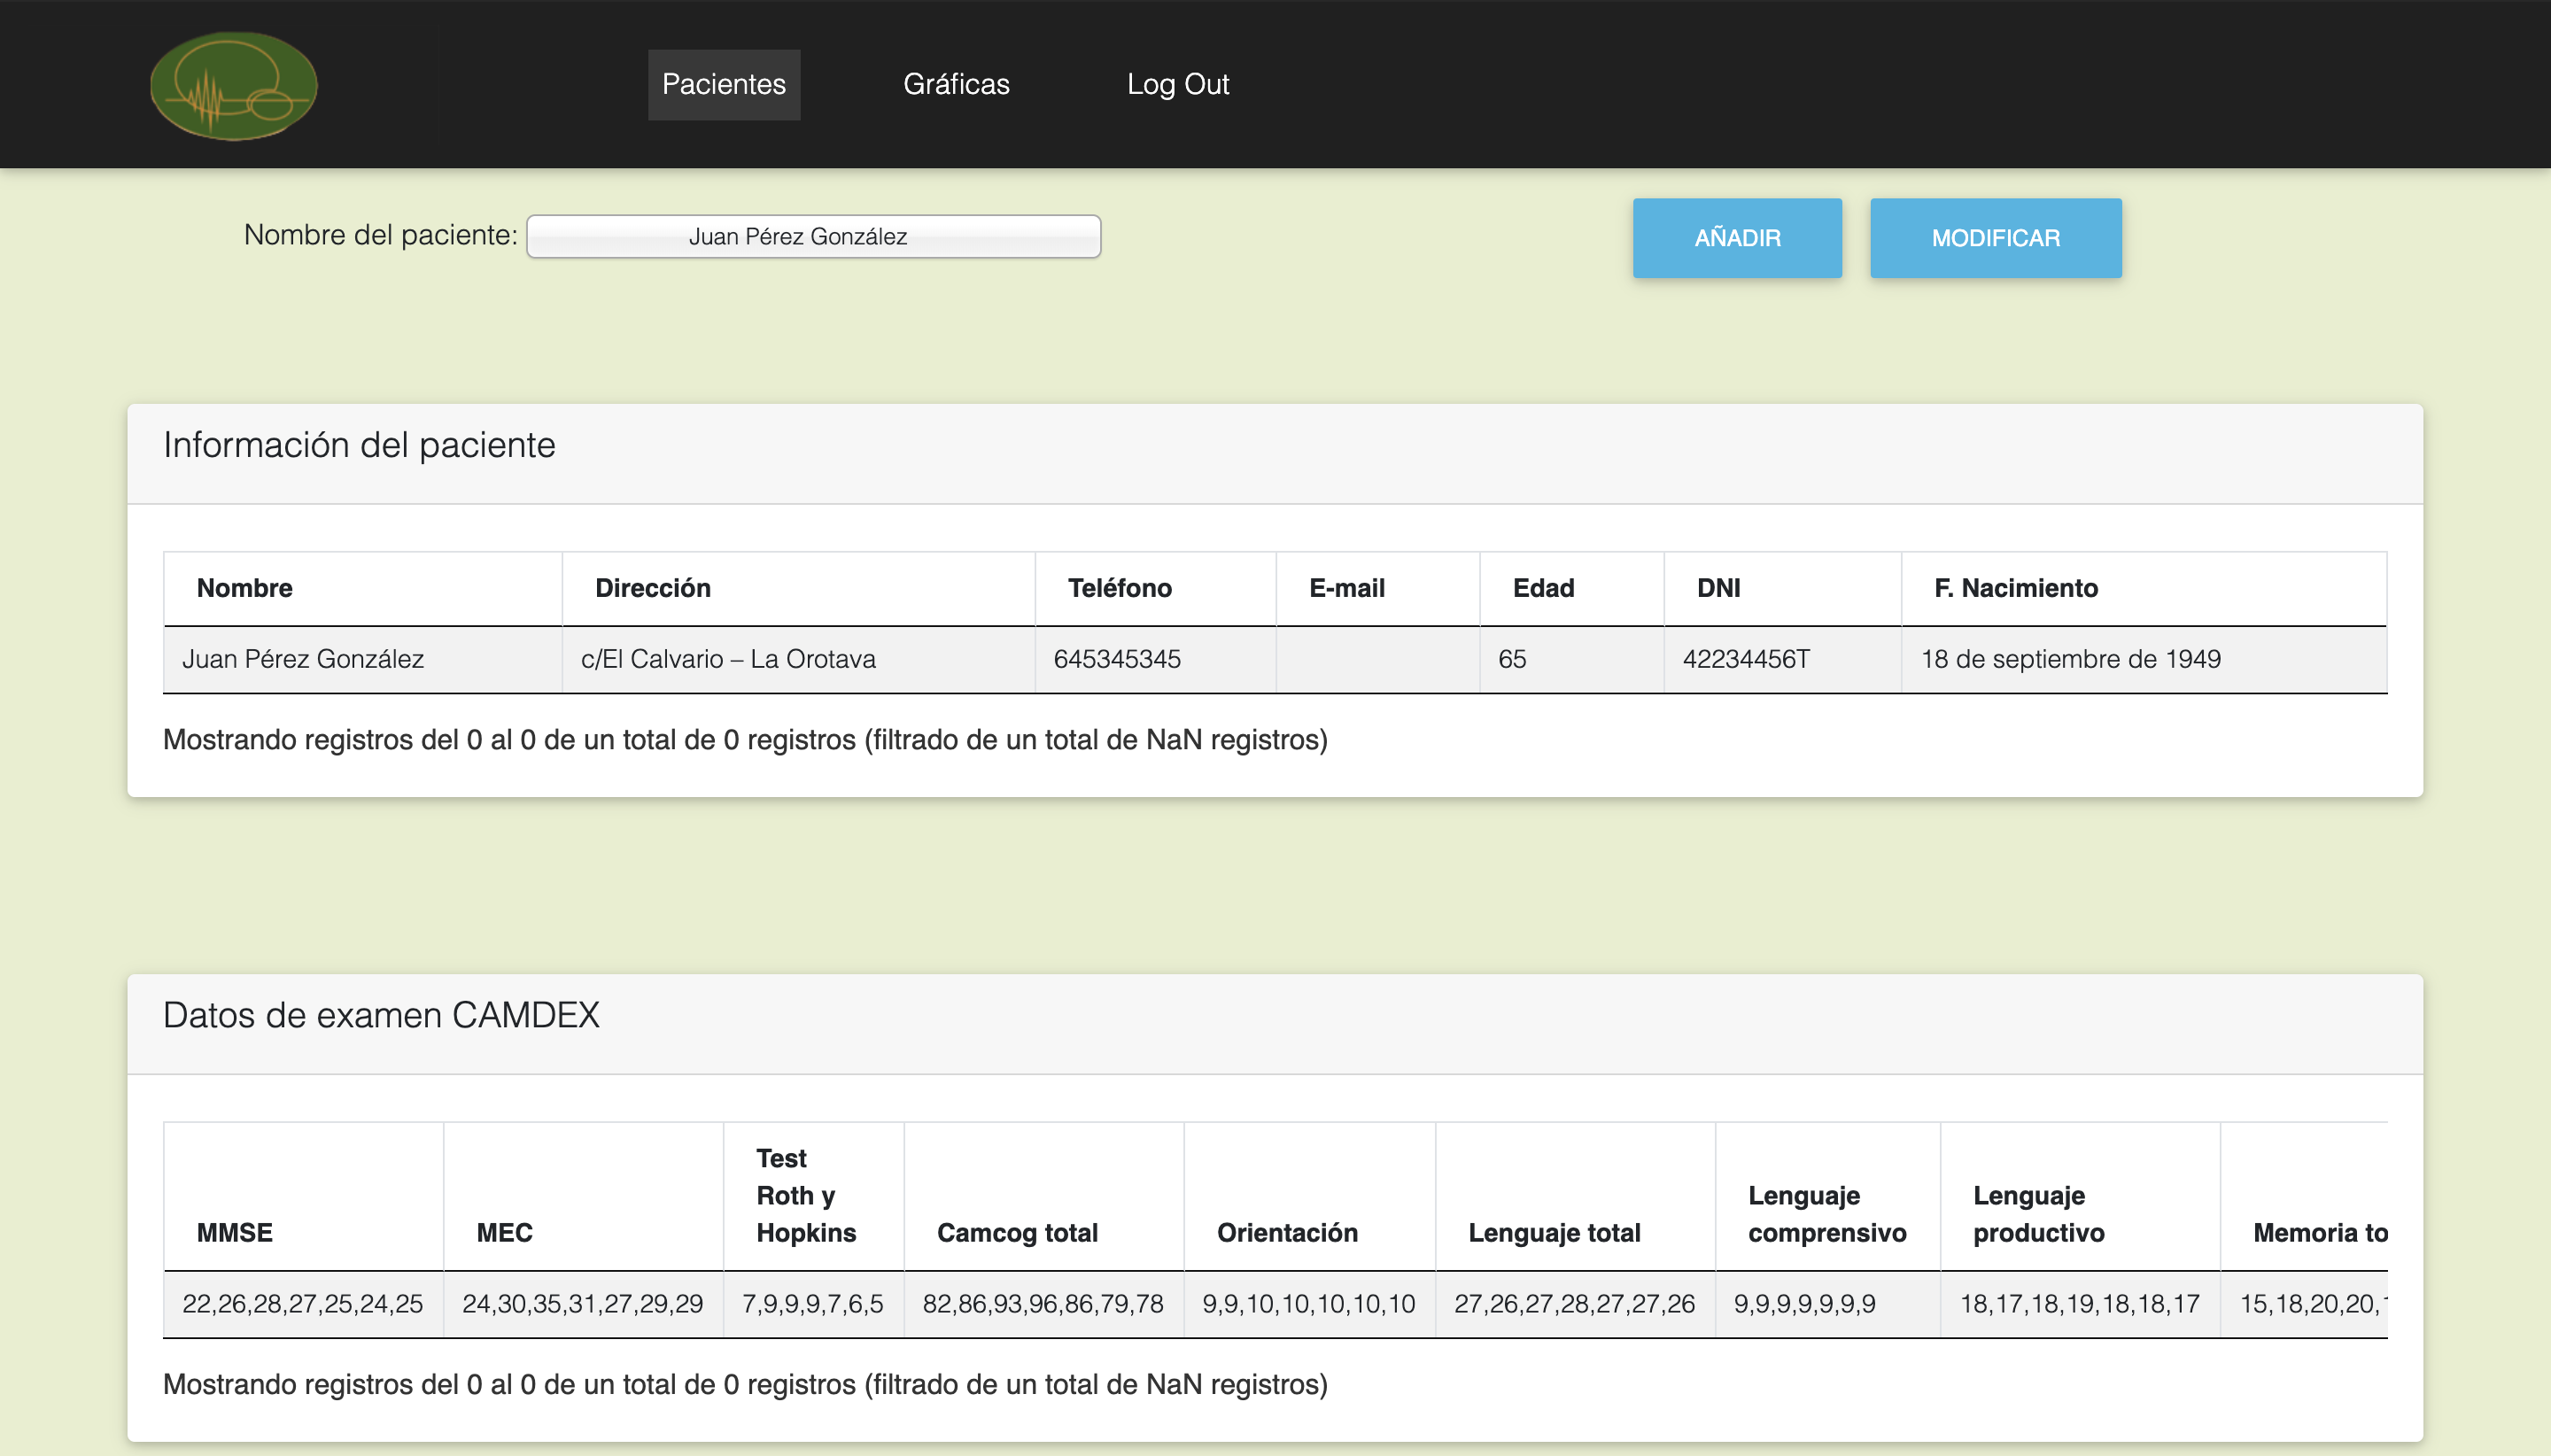 Pacientes Gráficas Log Out
Nombre del paciente: Juan Pérez González AÑADIR MODIFICAR
Información del paciente
Nombre Dirección Teléfono E-mail Edad DNI F. Nacimiento
Juan Pérez González c/El Calvario – La Orotava 645345345 65 42234456T 18 de septiembre de 1949
Mostrando registros del 0 al 0 de un total de 0 registros (filtrado de un total de NaN registros)
Datos de examen CAMDEX
MMSE MEC Test Roth y Hopkins Camcog total Orientación Lenguaje total Lenguaje comprensivo Lenguaje productivo Memoria to
22,26,28,27,25,24,25 24,30,35,31,27,29,29 7,9,9,9,7,6,5 82,86,93,96,86,79,78 9,9,10,10,10,10,10 27,26,27,28,27,27,26 9,9,9,9,9,9,9 18,17,18,19,18,18,17 15,18,20,20,
Mostrando registros del 0 al 0 de un total de 0 registros (filtrado de un total de NaN registros)